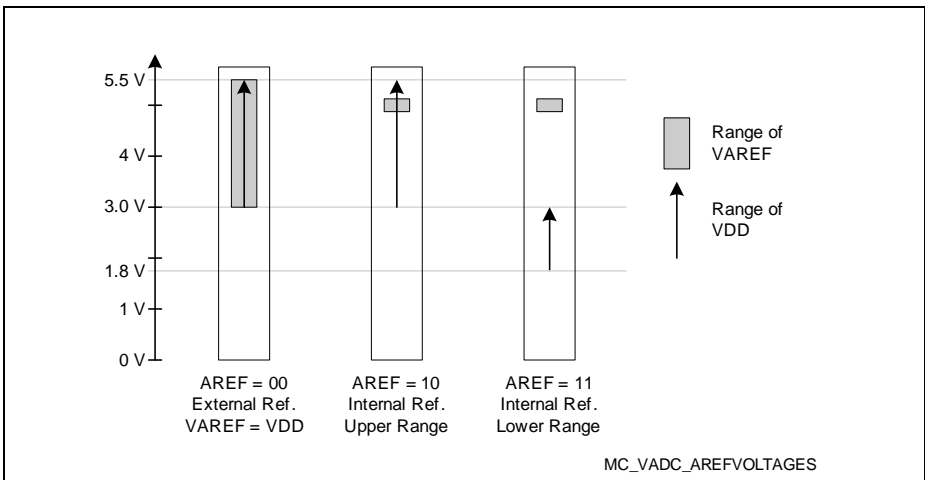 5.5 V
4 V
3.0 V
1.8 V
1 V
0 V
AREF = 00
External Ref.
VAREF = VDD
AREF = 10
Internal Ref.
Upper Range
AREF = 11
Internal Ref.
Lower Range
Range of
VAREF
Range of
VDD
MC_VADC_AREFVOLTAGES